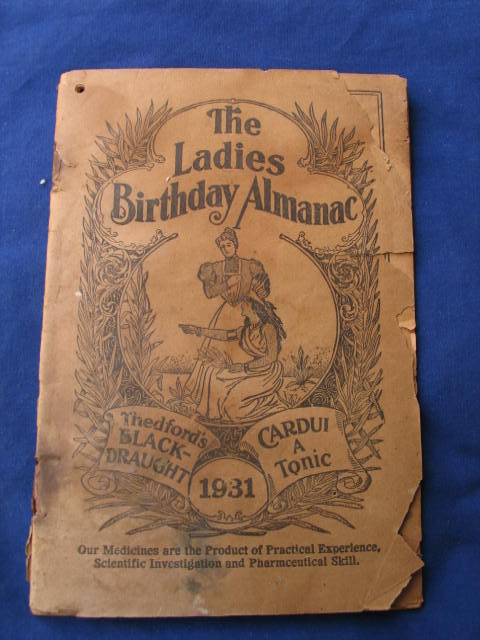 The
Ladies
Birthday Almanac
Thedford's
BLACK-
DRAUGHT
CARDUI
A
Tonic
1931
Our Medicines are the Product of Practical Experience,
Scientific Investigation and Pharmceutical Skill.